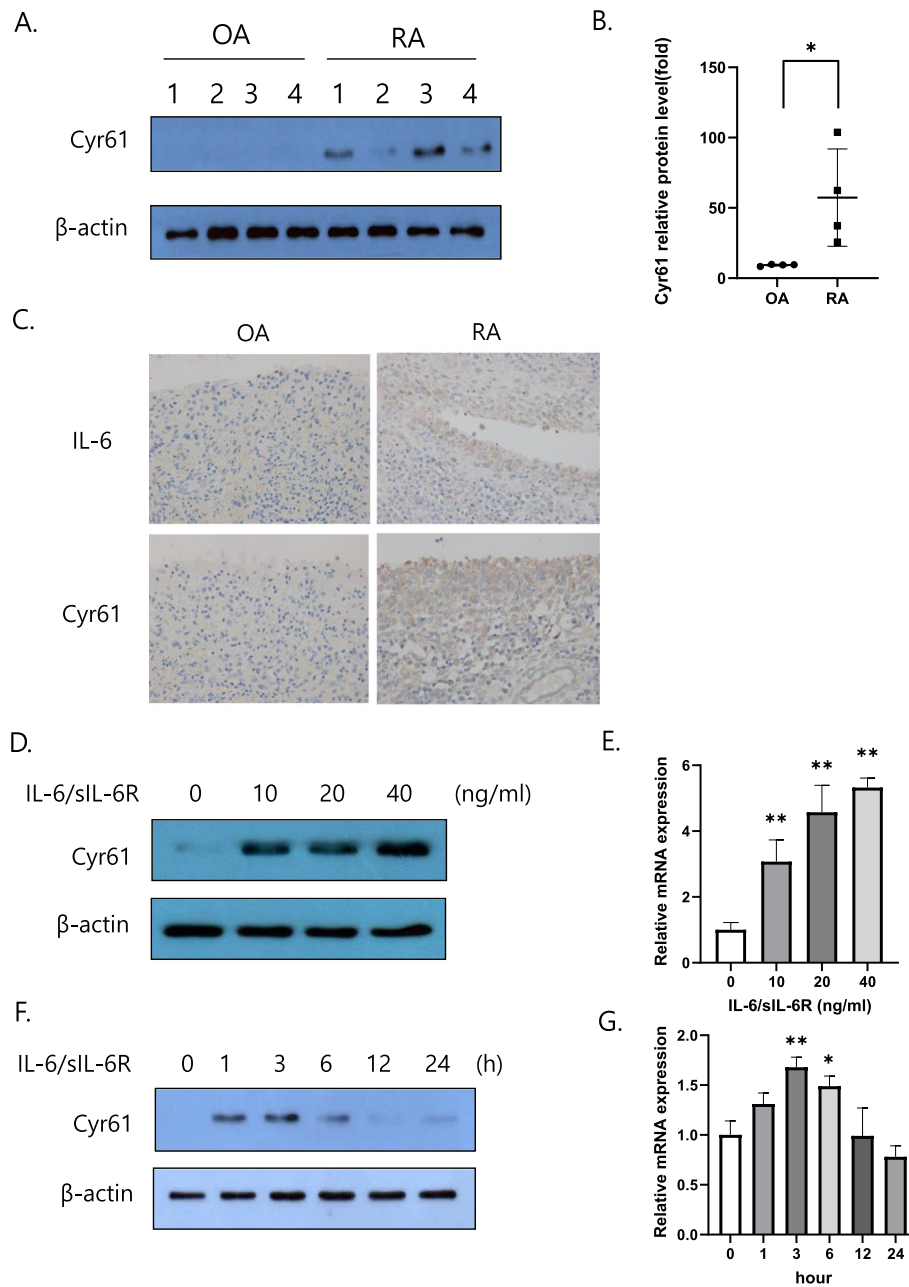 A.
OA RA
1 2 3 4 1 2 3 4
Cyr61
β-actin
B.
Cyr61 relative protein level(fold)
150
100
50
0
*
OA RA
C.
OA RA
IL-6
Cyr61
D.
IL-6/sIL-6R 0 10 20 40 (ng/ml)
Cyr61
β-actin
E.
Relative mRNA expression
6
4
2
0
** ** **
0 10 20 40
IL-6/sIL-6R (ng/ml)
F.
IL-6/sIL-6R 0 1 3 6 12 24 (h)
Cyr61
β-actin
G.
Relative mRNA expression
2.0
1.5
1.0
0.5
0.0
** *
0 1 3 6 12 24
hour